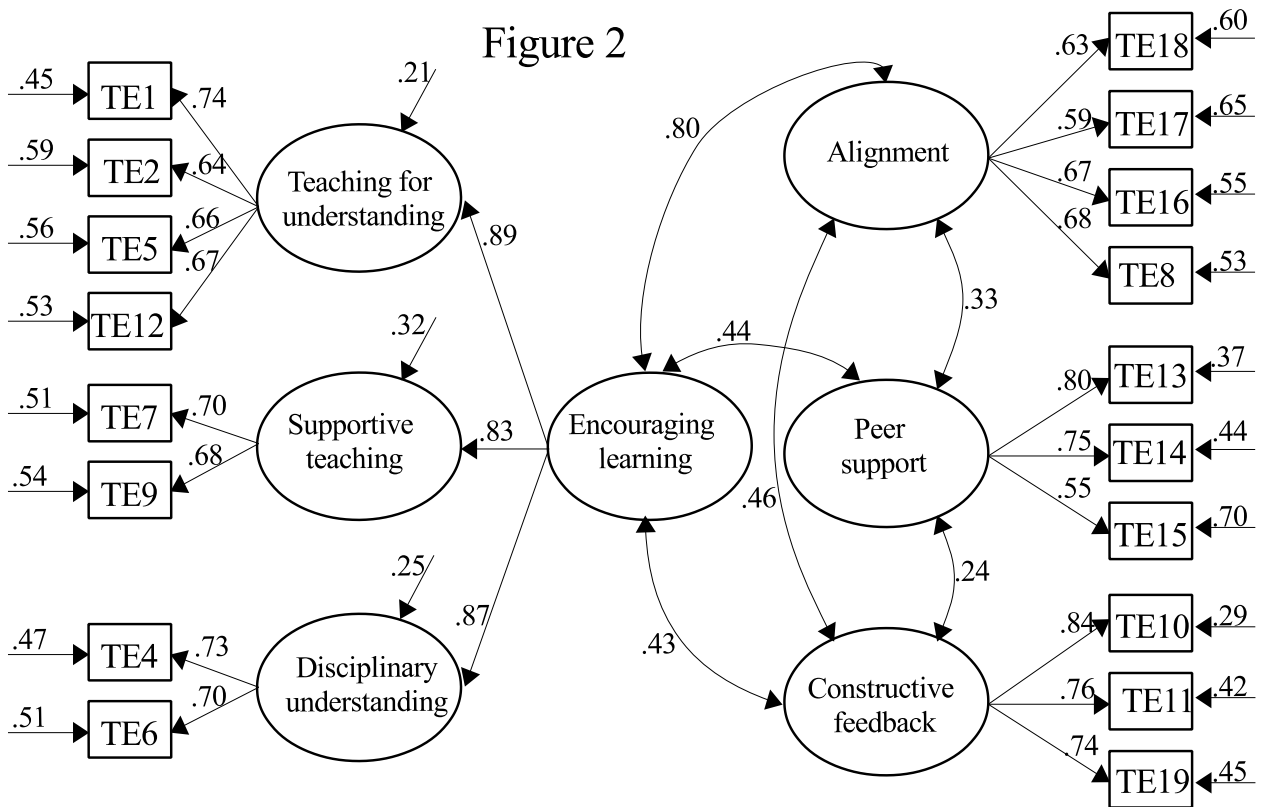 Figure 2
.45
TE1
.74
.59
TE2
.64
.56
TE5
.66
.53
TE12
.67
.21
Teaching for
understanding
.89
.51
TE7
.70
.54
TE9
.68
.32
Supportive
teaching
.83
.47
TE4
.73
.51
TE6
.70
.25
Disciplinary
understanding
.87
Encouraging
learning
.80
.44
.43
.46
.33
.24
Alignment
.63
TE18
.60
.59
TE17
.65
.67
TE16
.55
.68
TE8
.53
Peer
support
.80
TE13
.37
.75
TE14
.44
.55
TE15
.70
Constructive
feedback
.84
TE10
.29
.76
TE11
.42
.74
TE19
.45